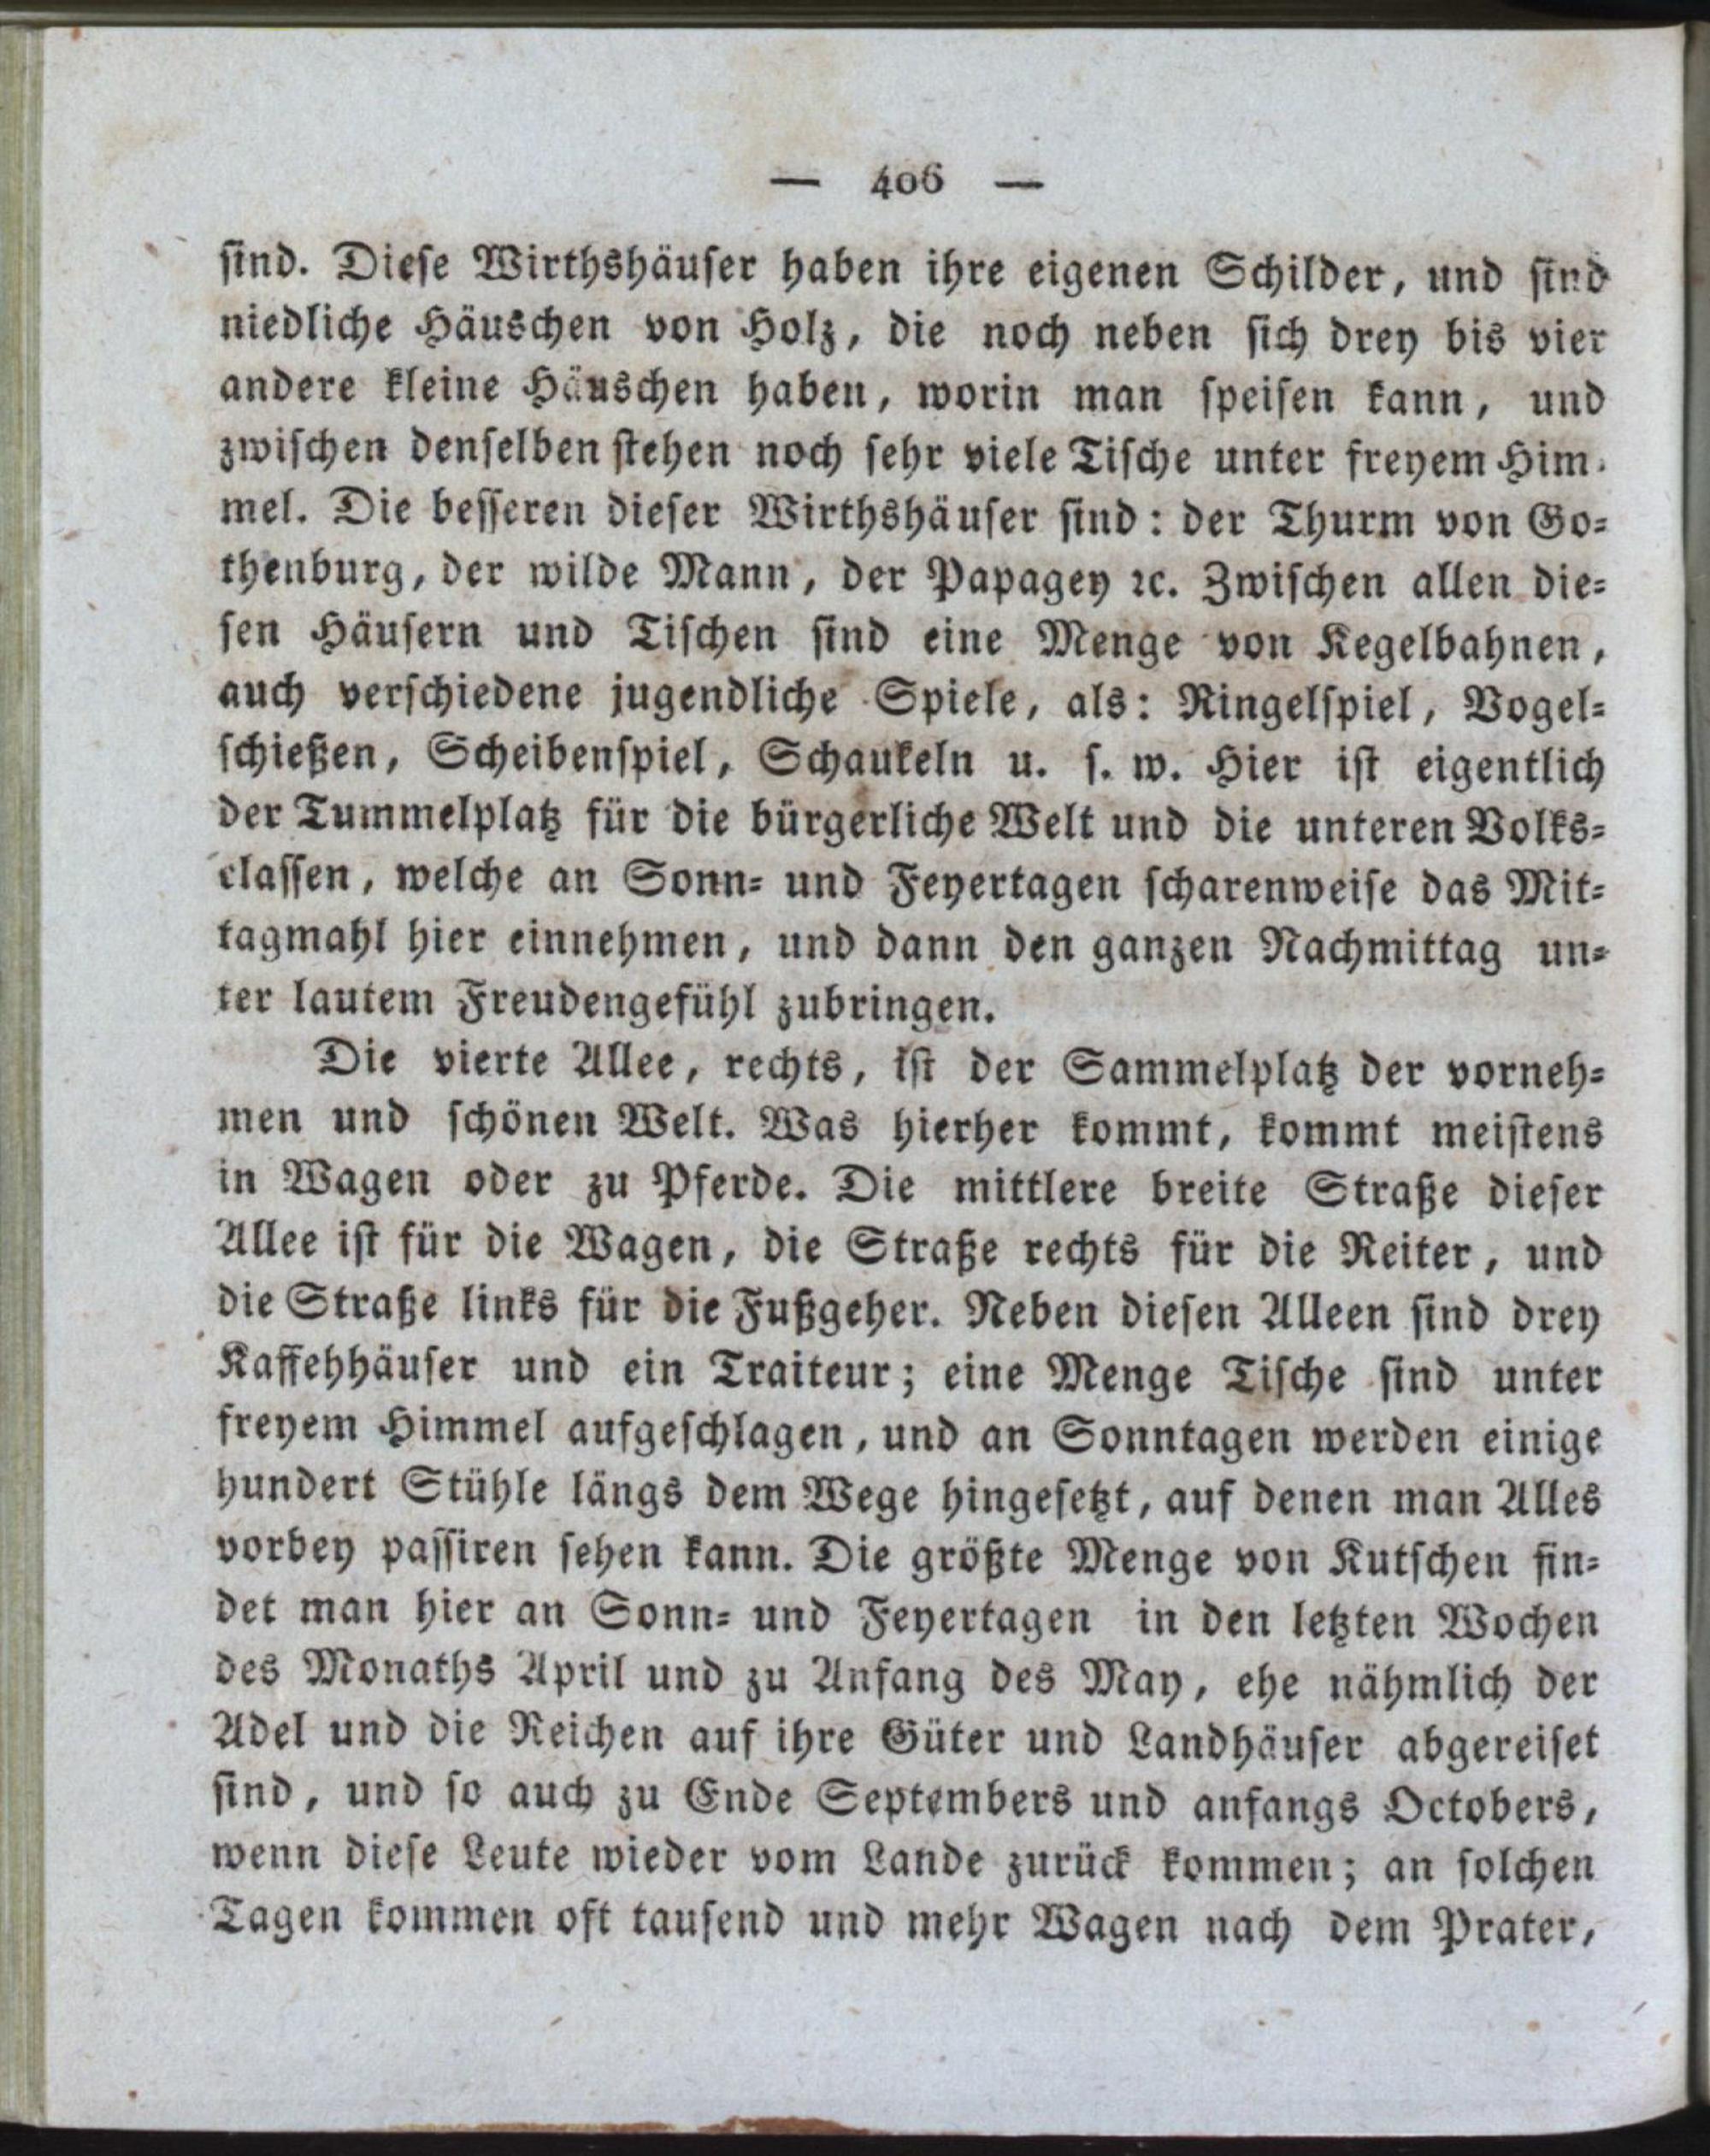 — 406 —
sind. Diese Wirthshäuser haben ihre eigenen Schilder, und sind
niedliche Häuschen von Holz, die noch neben sich drey bis vier
andere kleine Häuschen haben, worin man speisen kann, und
zwischen denselben stehen noch sehr viele Tische unter freyem Him-
mel. Die besseren dieser Wirthshäuser sind: der Thurm von Go-
thenburg, der wilde Mann, der Papagey ꝛc. Zwischen allen die-
sen Häusern und Tischen sind eine Menge von Kegelbahnen,
auch verschiedene jugendliche Spiele, als: Ringelspiel, Vogel-
schießen, Scheibenspiel, Schaukeln u. s. w. Hier ist eigentlich
der Tummelplatz für die bürgerliche Welt und die unteren Volks-
classen, welche an Sonn- und Feyertagen scharenweise das Mit-
tagmahl hier einnehmen, und dann den ganzen Nachmittag un-
ter lautem Freudengefühl zubringen.
Die vierte Allee, rechts, ist der Sammelplatz der vorneh-
men und schönen Welt. Was hierher kommt, kommt meistens
in Wagen oder zu Pferde. Die mittlere breite Straße dieser
Allee ist für die Wagen, die Straße rechts für die Reiter, und
die Straße links für die Fußgeher. Neben diesen Alleen sind drey
Kaffehhäuser und ein Traiteur; eine Menge Tische sind unter
freyem Himmel aufgeschlagen, und an Sonntagen werden einige
hundert Stühle längs dem Wege hingesetzt, auf denen man Alles
vorbey passiren sehen kann. Die größte Menge von Kutschen fin-
det man hier an Sonn- und Feyertagen in den letzten Wochen
des Monaths April und zu Anfang des May, ehe nähmlich der
Adel und die Reichen auf ihre Güter und Landhäuser abgereiset
sind, und so auch zu Ende Septembers und anfangs Octobers,
wenn diese Leute wieder vom Lande zurück kommen; an solchen
Tagen kommen oft tausend und mehr Wagen nach dem Prater,